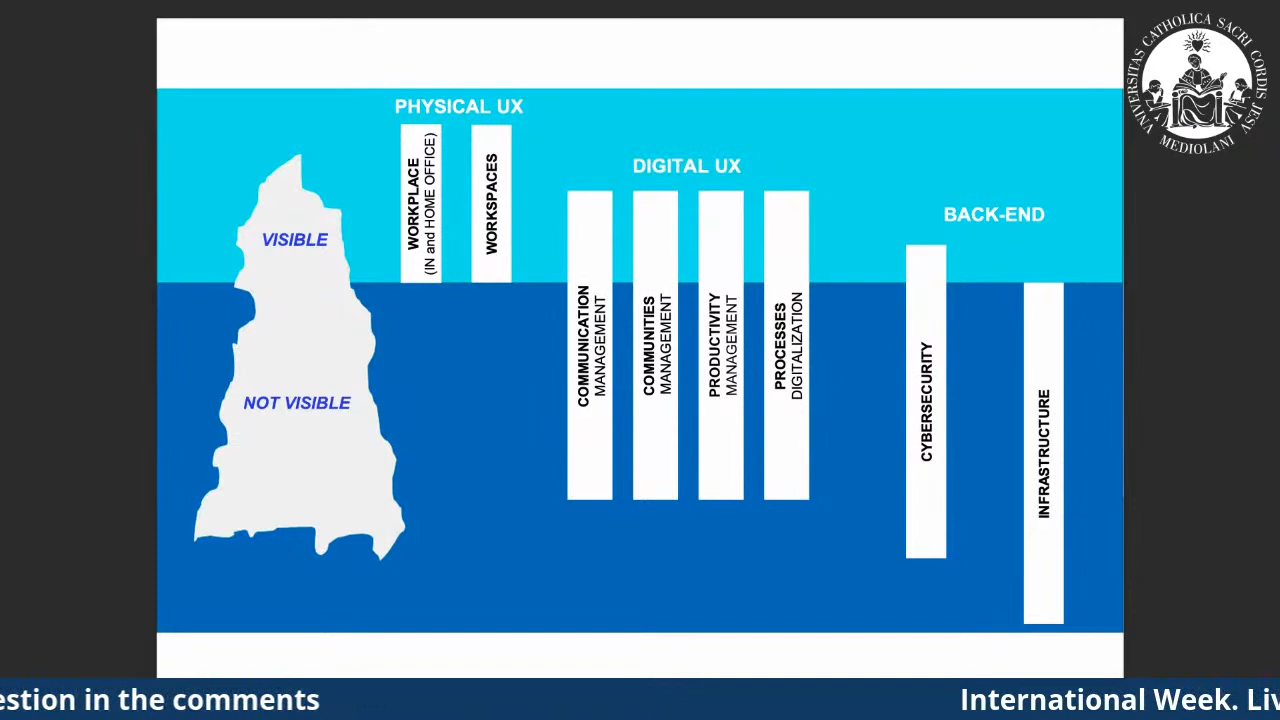 UNIVERSITAS CATHOLICA SACRI CORDIS JESV
MEDIOLANI
PHYSICAL UX
WORKPLACE
(IN and HOME OFFICE)
WORKSPACES
DIGITAL UX
COMMUNICATION
MANAGEMENT
COMMUNITIES
MANAGEMENT
PRODUCTIVITY
MANAGEMENT
PROCESSES
DIGITALIZATION
BACK-END
CYBERSECURITY
INFRASTRUCTURE
VISIBLE
NOT VISIBLE
estion in the comments
International Week. Liv